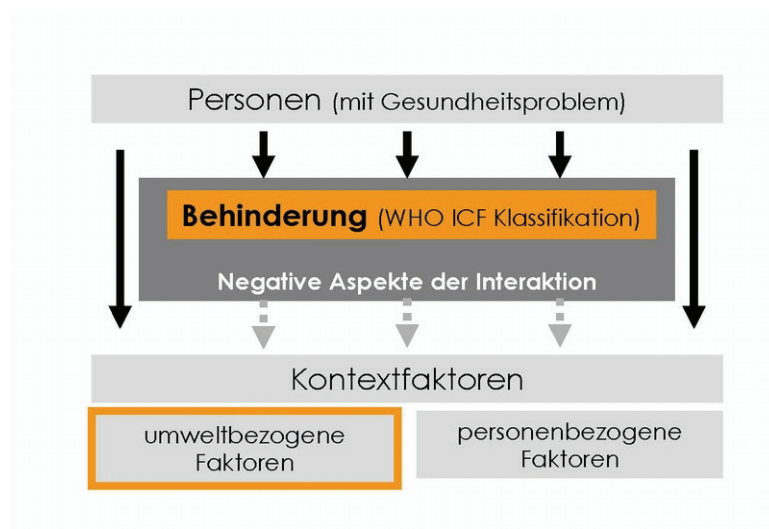 Personen (mit Gesundheitsproblem)
Behinderung (WHO ICF Klassifikation)
Negative Aspekte der Interaktion
Kontextfaktoren
umweltbezogene
Faktoren
personenbezogene
Faktoren